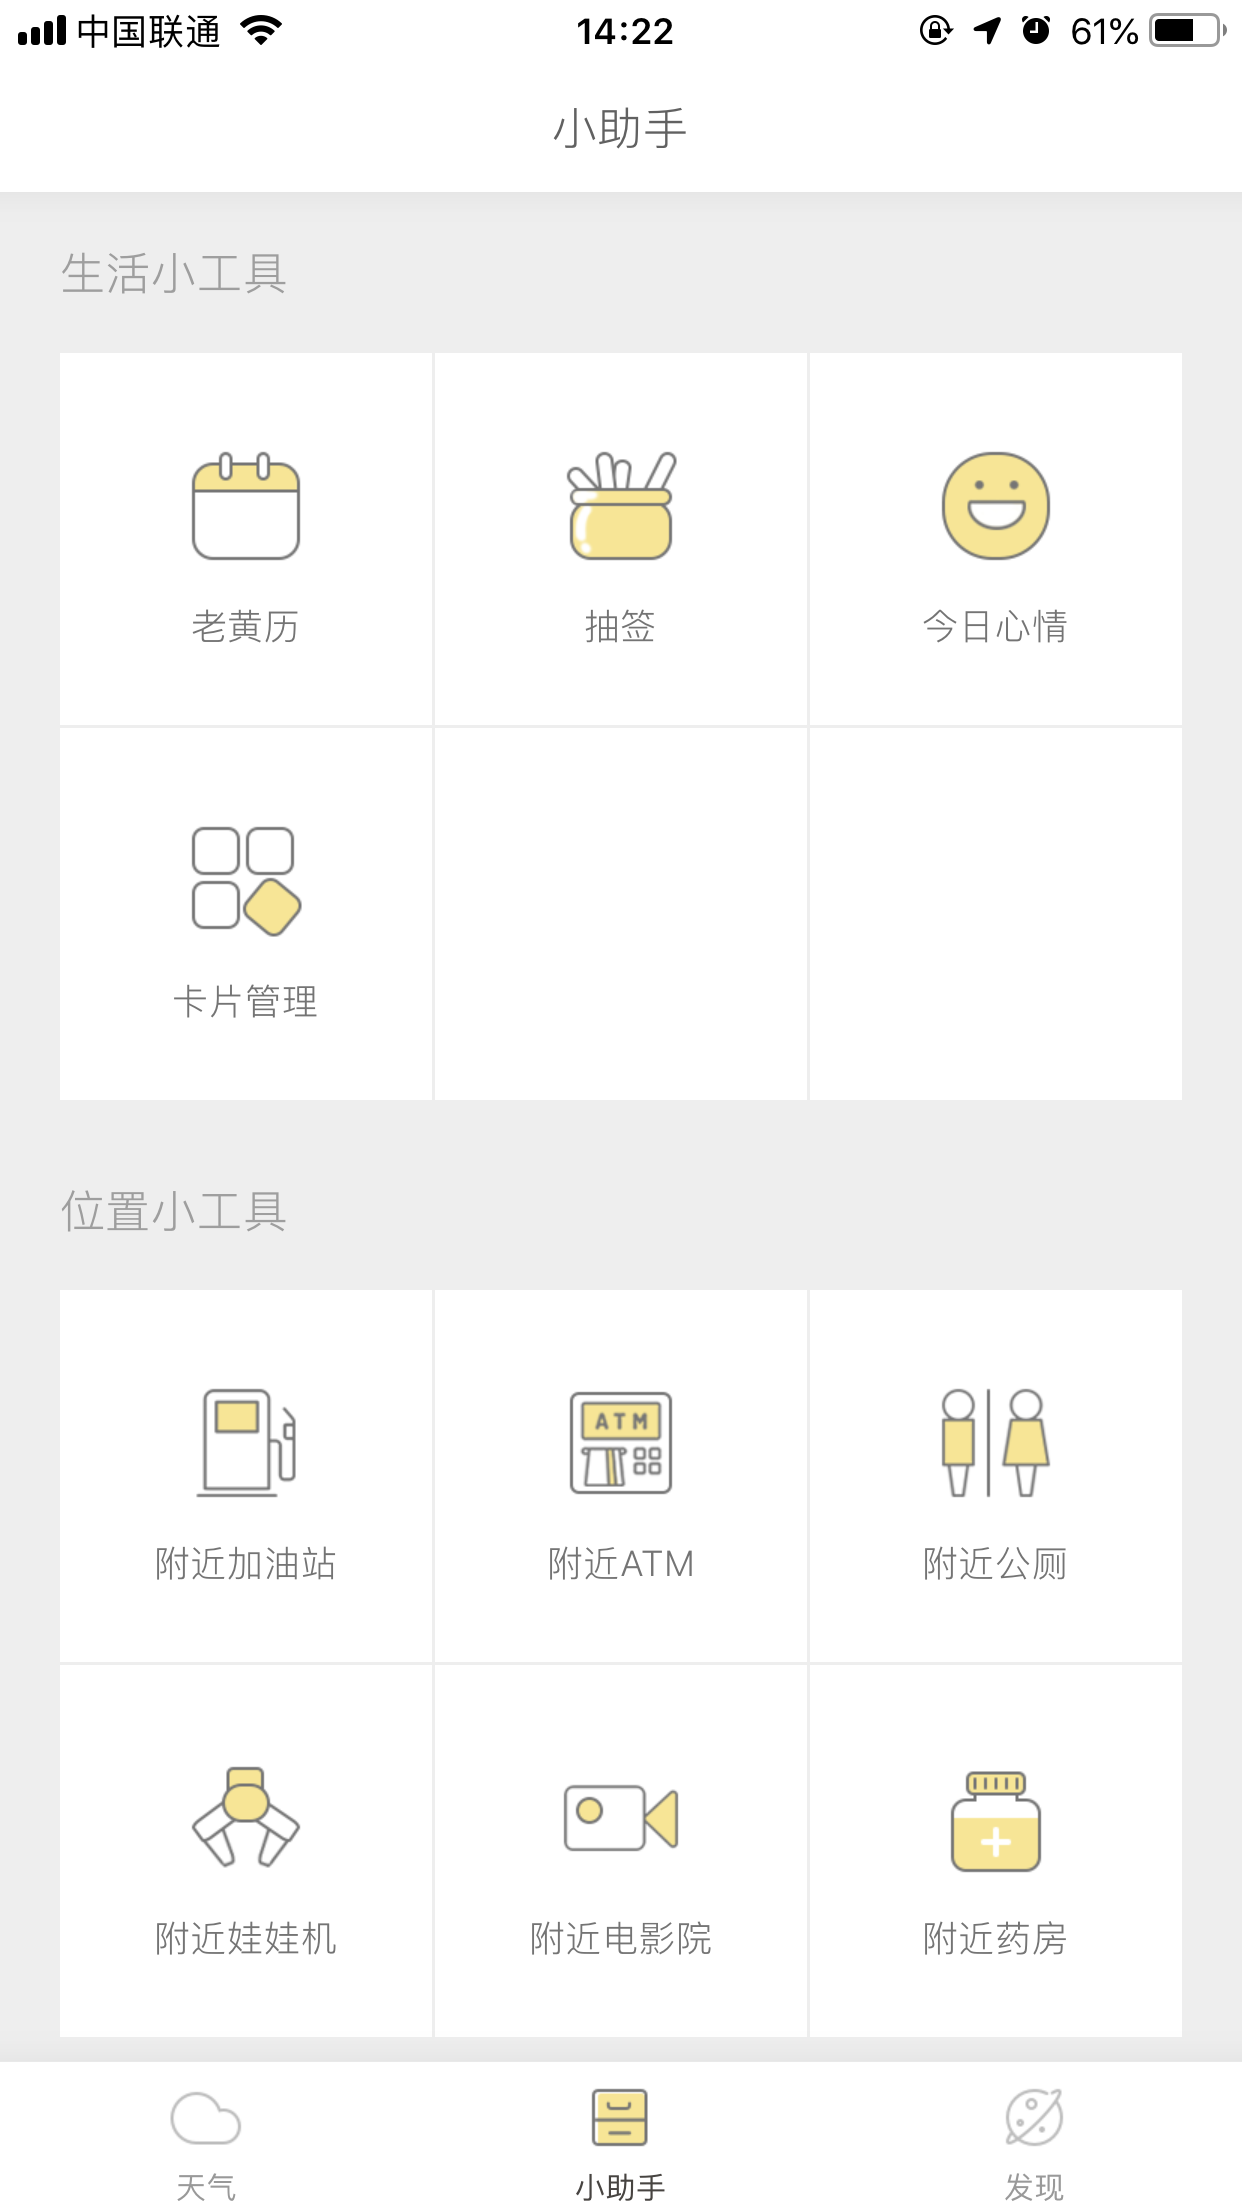 中国联通 14:22 61%
小助手
生活小工具
老黄历 抽签 今日心情
卡片管理
位置小工具
ATM
附近加油站 附近ATM 附近公厕
附近娃娃机 附近电影院 附近药房
天气 小助手 发现